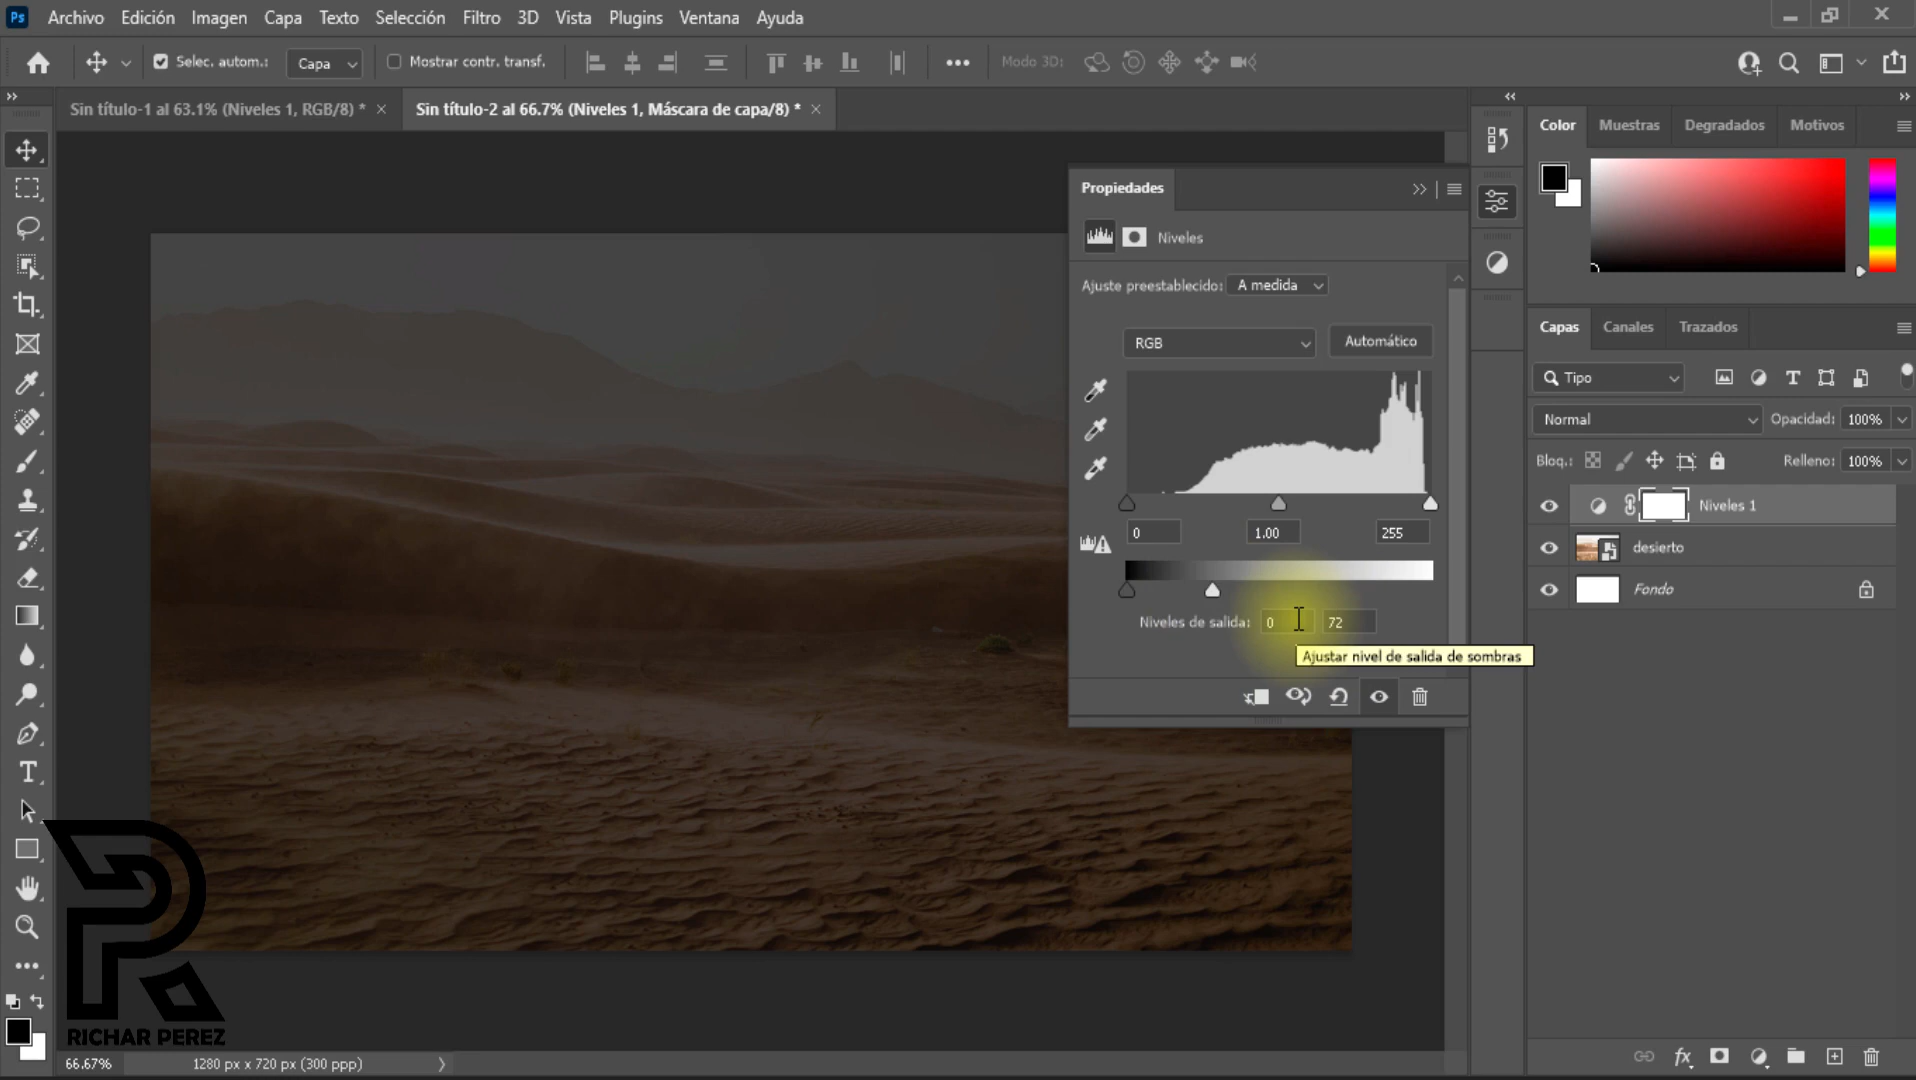 Ps Archivo Edición Imagen Capa Texto Selección Filtro 3D Vista Plugins Ventana Ayuda
Selec. autom.: Capa Mostrar contr. transf. Modo 3D:
Sin título-1 al 63.1% (Niveles 1, RGB/8) * Sin título-2 al 66.7% (Niveles 1, Máscara de capa/8) *
Color Muestras Degradados Motivos
Propiedades
Niveles
Ajuste preestablecido: A medida
RGB Automático
0 1.00 255
Niveles de salida: 0 72
Ajustar nivel de salida de sombras
Capas Canales Trazados
Tipo
Normal Opacidad: 100%
Bloq.: Relleno: 100%
Niveles 1
desierto
Fondo
RICHAR PEREZ
66.67% 1280 px x 720 px (300 ppp)